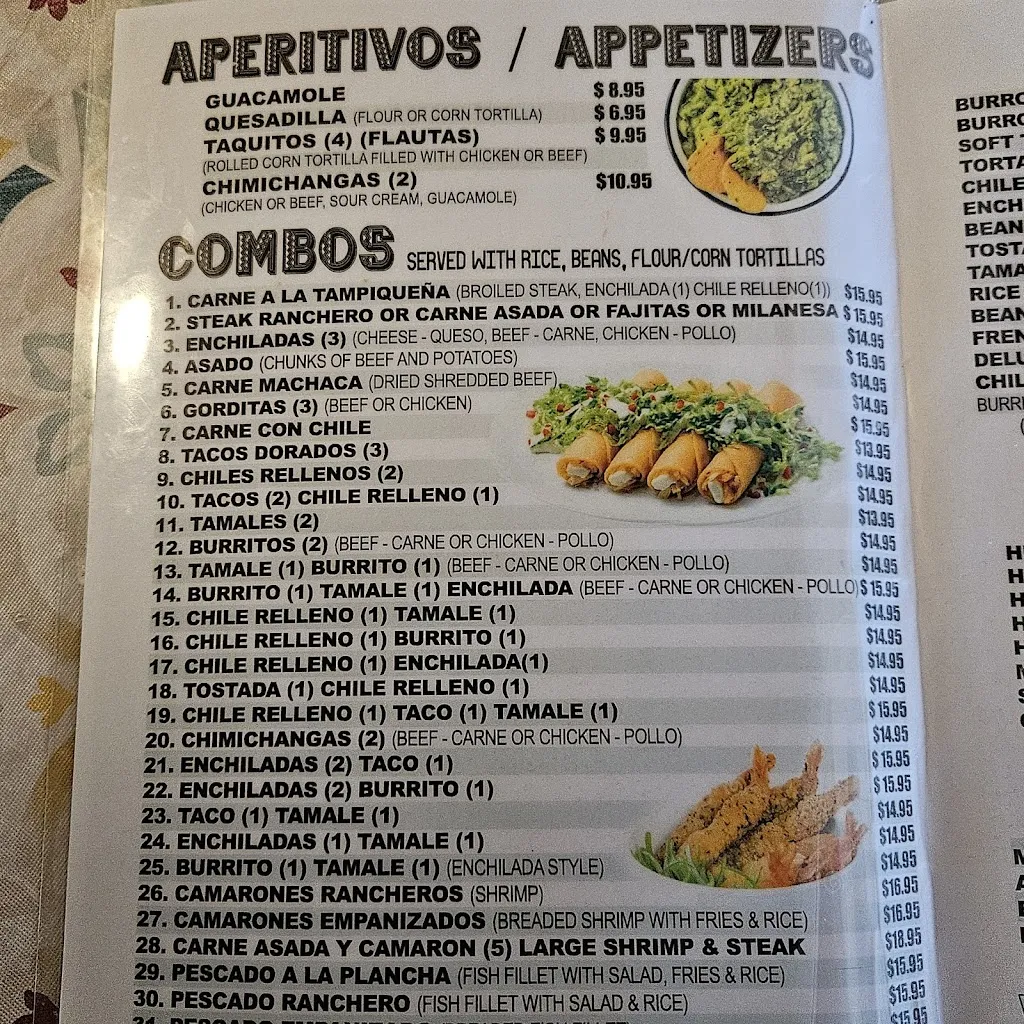 APERITIVOS / APPETIZERS
GUACAMOLE $ 8.95
QUESADILLA (FLOUR OR CORN TORTILLA) $ 6.95
TAQUITOS (4) (FLAUTAS) $ 9.95
(ROLLED CORN TORTILLA FILLED WITH CHICKEN OR BEEF)
CHIMICHANGAS (2) $10.95
(CHICKEN OR BEEF, SOUR CREAM, GUACAMOLE)
COMBOS SERVED WITH RICE, BEANS, FLOUR/CORN TORTILLAS
1. CARNE A LA TAMPIQUEÑA (BROILED STEAK, ENCHILADA (1) CHILE RELLENO(1)) $15.95
2. STEAK RANCHERO OR CARNE ASADA OR FAJITAS OR MILANESA $15.95
3. ENCHILADAS (3) (CHEESE - QUESO, BEEF - CARNE, CHICKEN - POLLO) $14.95
4. ASADO (CHUNKS OF BEEF AND POTATOES) $15.95
5. CARNE MACHACA (DRIED SHREDDED BEEF) $14.95
6. GORDITAS (3) (BEEF OR CHICKEN) $14.95
7. CARNE CON CHILE $15.95
8. TACOS DORADOS (3) $13.95
9. CHILES RELLENOS (2) $14.95
10. TACOS (2) CHILE RELLENO (1) $14.95
11. TAMALES (2) $13.95
12. BURRITOS (2) (BEEF - CARNE OR CHICKEN - POLLO) $14.95
13. TAMALE (1) BURRITO (1) (BEEF - CARNE OR CHICKEN - POLLO) $14.95
14. BURRITO (1) TAMALE (1) ENCHILADA (BEEF - CARNE OR CHICKEN - POLLO) $15.95
15. CHILE RELLENO (1) TAMALE (1) $14.95
16. CHILE RELLENO (1) BURRITO (1) $14.95
17. CHILE RELLENO (1) ENCHILADA(1) $14.95
18. TOSTADA (1) CHILE RELLENO (1) $14.95
19. CHILE RELLENO (1) TACO (1) TAMALE (1) $15.95
20. CHIMICHANGAS (2) (BEEF - CARNE OR CHICKEN - POLLO) $14.95
21. ENCHILADAS (2) TACO (1) $15.95
22. ENCHILADAS (2) BURRITO (1) $15.95
23. TACO (1) TAMALE (1) $14.95
24. ENCHILADAS (1) TAMALE (1) $14.95
25. BURRITO (1) TAMALE (1) (ENCHILADA STYLE) $14.95
26. CAMARONES RANCHEROS (SHRIMP) $16.95
27. CAMARONES EMPANIZADOS (BREADED SHRIMP WITH FRIES & RICE) $16.95
28. CARNE ASADA Y CAMARON (5) LARGE SHRIMP & STEAK $18.95
29. PESCADO A LA PLANCHA (FISH FILLET WITH SALAD, FRIES & RICE) $15.95
30. PESCADO RANCHERO (FISH FILLET WITH SALAD & RICE) $15.95
$15.95
SOFT
CHILE
BEAN
RICE
BEAN